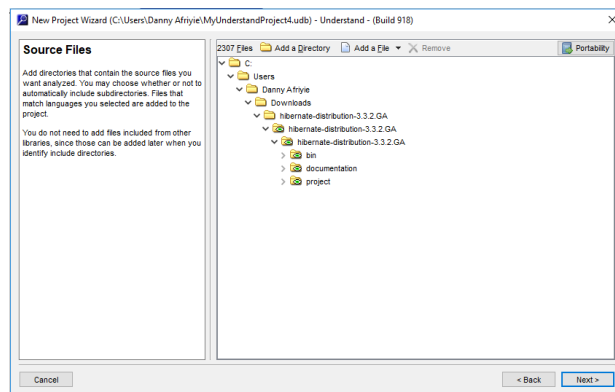 New Project Wizard (C:\Users\Danny Afriyie\MyUnderstandProject4.udb) - Understand - (Build 918)
Source Files
Add directories that contain the source files you
want analyzed. You may choose whether or not to
automatically include subdirectories. Files that
match languages you selected are added to the
project.
You do not need to add files included from other
libraries, since those can be added later when you
identify include directories.
2307 Files Add a Directory Add a File Remove Portability
C:
Users
Danny Afriyie
Downloads
hibernate-distribution-3.3.2.GA
hibernate-distribution-3.3.2.GA
hibernate-distribution-3.3.2.GA
bin
documentation
project
Cancel < Back Next >